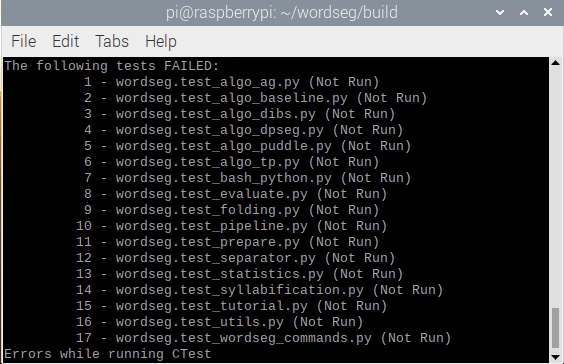 pi@raspberrypi: ~/wordseg/build
File Edit Tabs Help
The following tests FAILED:
1 - wordseg.test_algo_ag.py (Not Run)
2 - wordseg.test_algo_baseline.py (Not Run)
3 - wordseg.test_algo_dibs.py (Not Run)
4 - wordseg.test_algo_dpseg.py (Not Run)
5 - wordseg.test_algo_puddle.py (Not Run)
6 - wordseg.test_algo_tp.py (Not Run)
7 - wordseg.test_bash_python.py (Not Run)
8 - wordseg.test_evaluate.py (Not Run)
9 - wordseg.test_folding.py (Not Run)
10 - wordseg.test_pipeline.py (Not Run)
11 - wordseg.test_prepare.py (Not Run)
12 - wordseg.test_separator.py (Not Run)
13 - wordseg.test_statistics.py (Not Run)
14 - wordseg.test_syllabification.py (Not Run)
15 - wordseg.test_tutorial.py (Not Run)
16 - wordseg.test_utils.py (Not Run)
17 - wordseg.test_wordseg_commands.py (Not Run)
Errors while running CTest